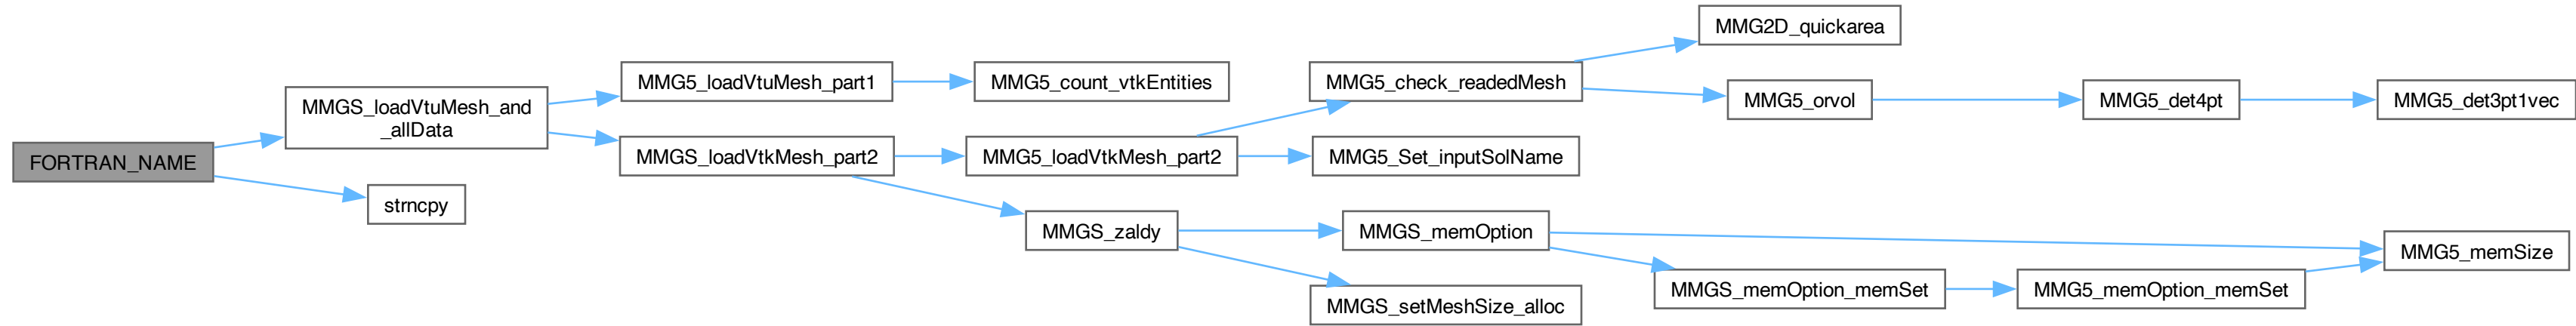 FORTRAN_NAME
MMGS_loadVtuMesh_and
_allData
strncpy
MMG5_loadVtuMesh_part1
MMGS_loadVtkMesh_part2
MMG5_count_vtkEntities
MMG5_loadVtkMesh_part2
MMGS_zaldy
MMG5_check_readedMesh
MMG5_Set_inputSolName
MMGS_memOption
MMGS_setMeshSize_alloc
MMG2D_quickarea
MMG5_orvol
MMGS_memOption_memSet
MMG5_det4pt
MMG5_memOption_memSet
MMG5_det3pt1vec
MMG5_memSize